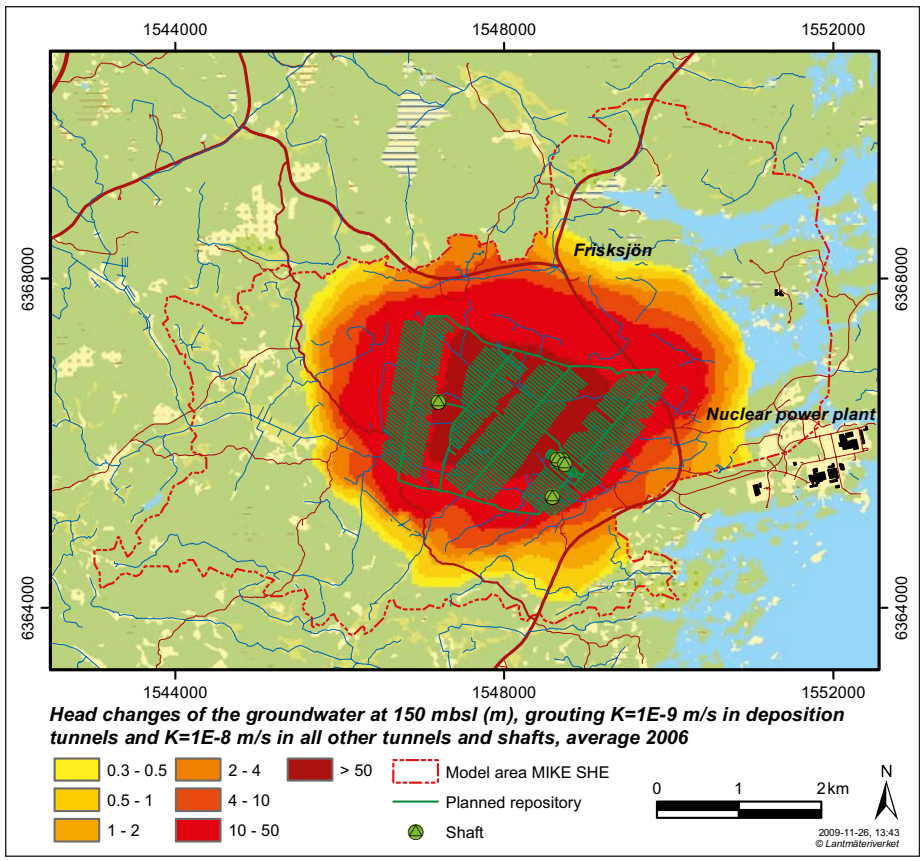 1544000 1548000 1552000
6368000 6368000
Frisksjön
Nuclear power plant
6364000 6364000
1544000 1548000 1552000
Head changes of the groundwater at 150 mbsl (m), grouting K=1E-9 m/s in deposition
tunnels and K=1E-8 m/s in all other tunnels and shafts, average 2006
0.3 - 0.5 2 - 4 > 50 Model area MIKE SHE
0.5 - 1 4 - 10 Planned repository
1 - 2 10 - 50 Shaft
0 1 2 km
N
2009-11-26, 13:43
© Lantmäteriverket